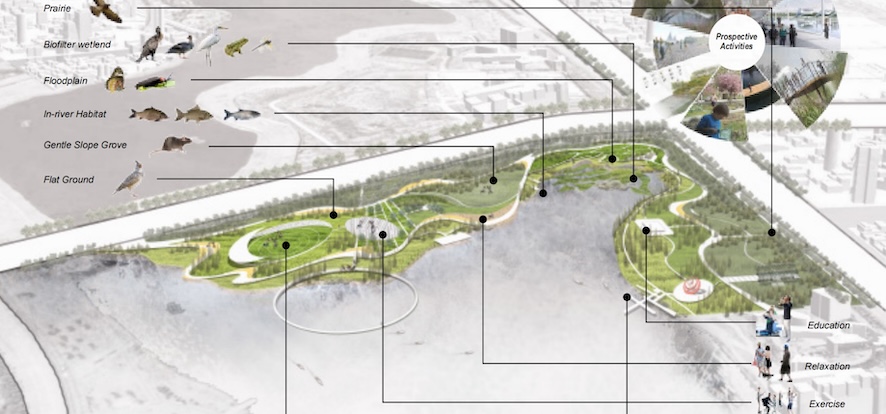 Prairie
Prospective
Activities
Biofilter wetlend
Floodplain
In-river Habitat
Gentle Slope Grove
Flat Ground
Education
Relaxation
Exercise